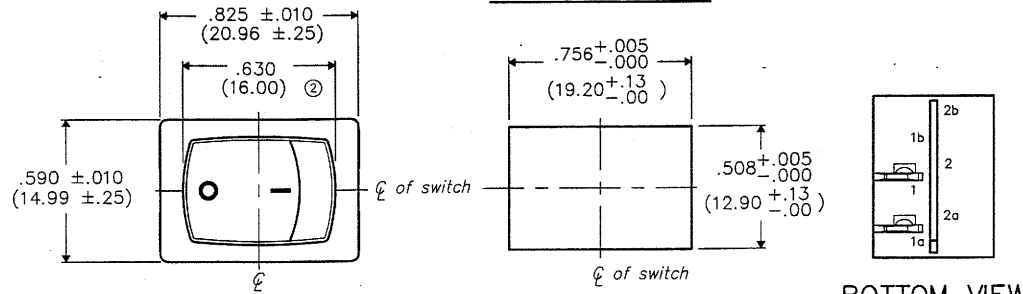 .825 ±.010
(20.96 ±.25)
.630
(16.00) ②
.590 ±.010
(14.99 ±.25)
O
℄ of switch
℄
.756 +.005 -.000
(19.20 +.13 -.00 )
.508 +.005 -.000
(12.90 +.13 -.00 )
℄ of switch
2b
1b
2
1
2a
1a
BOTTOM VIEW